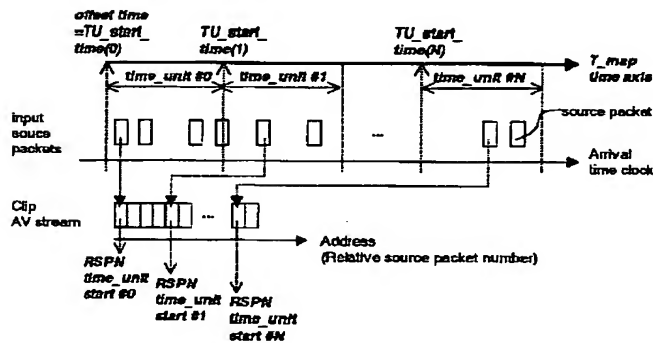 offset time
=TU_start_
time(0)
TU_start_
time(1)
TU_start_
time(N)
T_map
time axis
time_unit #0
time_unit #1
time_unit #N
input
souce
packets
...
source packet
Arrival
time clock
Clip
AV stream
...
Address
(Relative source packet number)
RSPN
time_unit
start #0
RSPN
time_unit
start #1
RSPN
time_unit
start #N